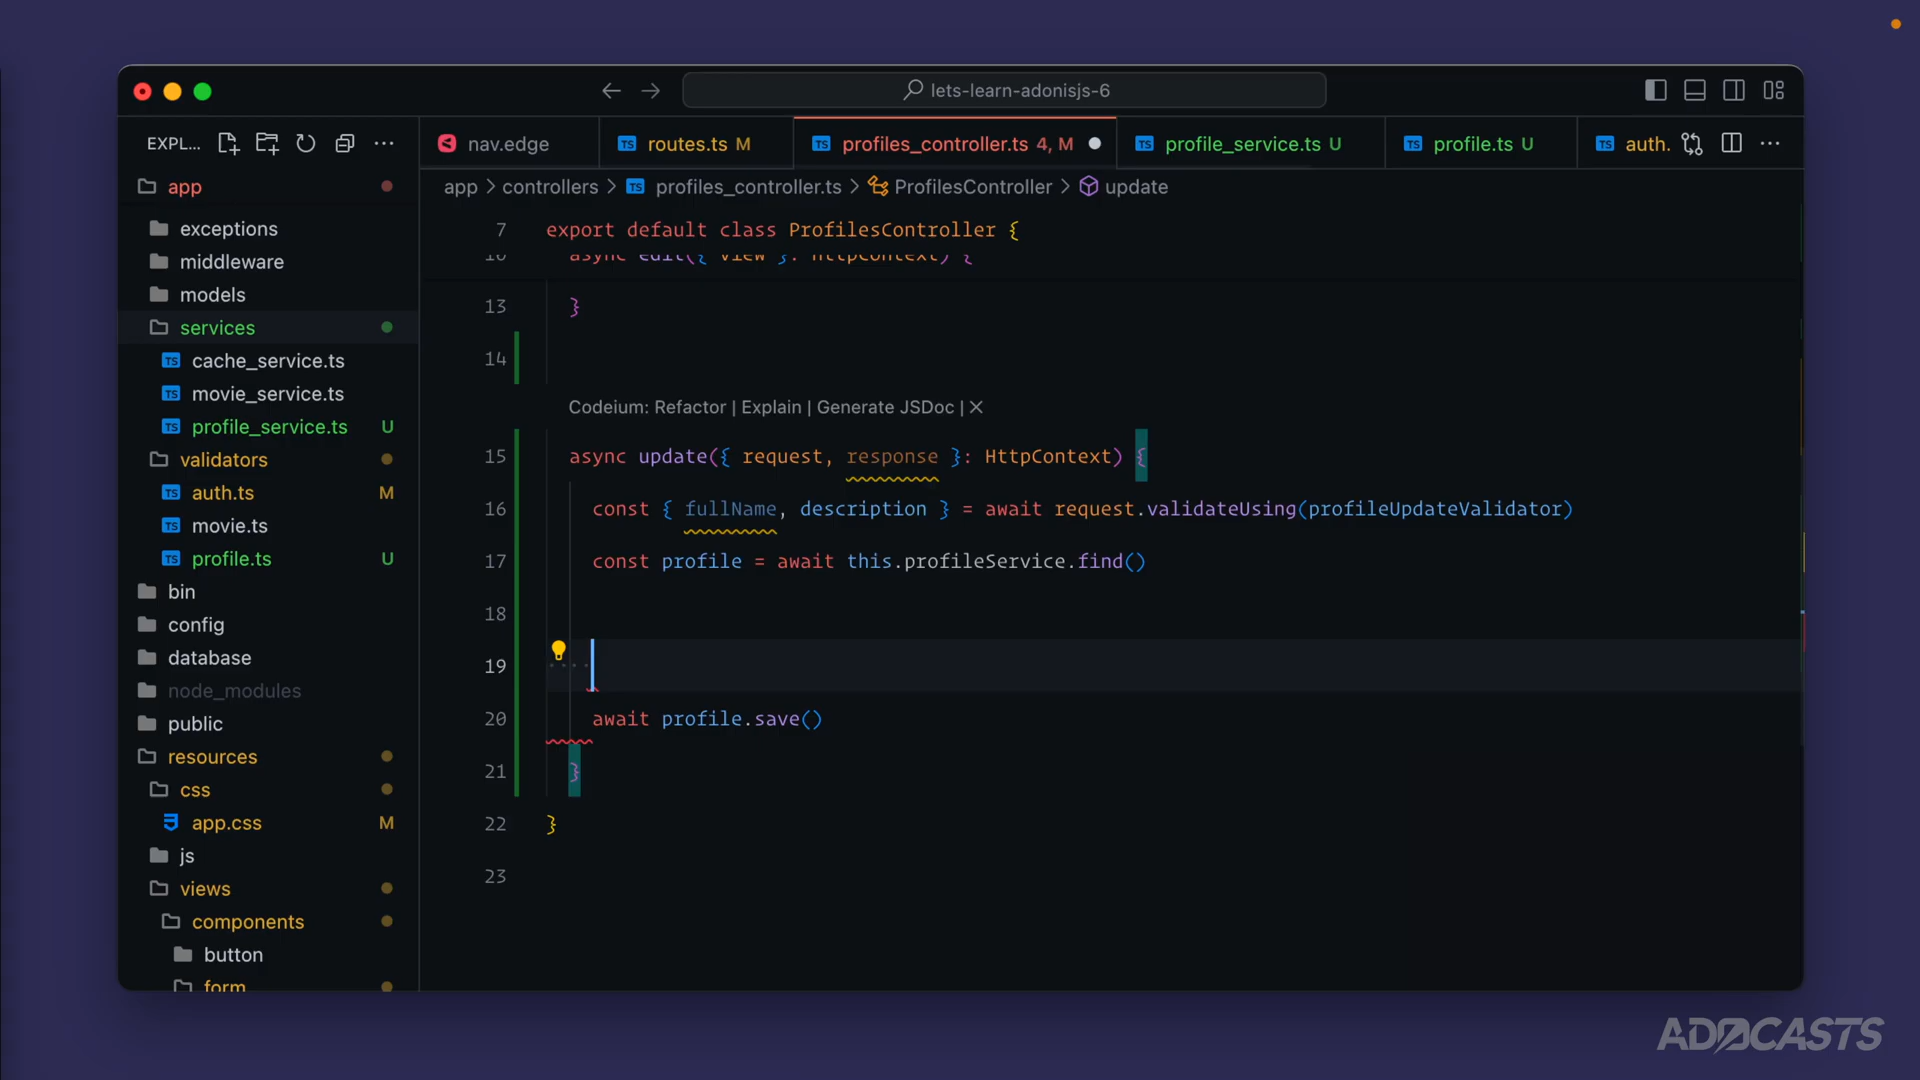 lets-learn-adonisjs-6
EXPL...
nav.edge
routes.ts M
profiles_controller.ts 4, M
profile_service.ts U
profile.ts U
auth.
app
exceptions
middleware
models
services
cache_service.ts
movie_service.ts
profile_service.ts U
validators
auth.ts M
movie.ts
profile.ts U
bin
config
database
node_modules
public
resources
css
app.css M
js
views
components
button
form
app > controllers > profiles_controller.ts > ProfilesController > update
7 export default class ProfilesController {
10 async edit({ view }: HttpContext) {
13 }
14
Codeium: Refactor | Explain | Generate JSDoc | ×
15 async update({ request, response }: HttpContext) {
16 const { fullName, description } = await request.validateUsing(profileUpdateValidator)
17 const profile = await this.profileService.find()
18
19
20 await profile.save()
21 }
22 }
23
ADOCASTS